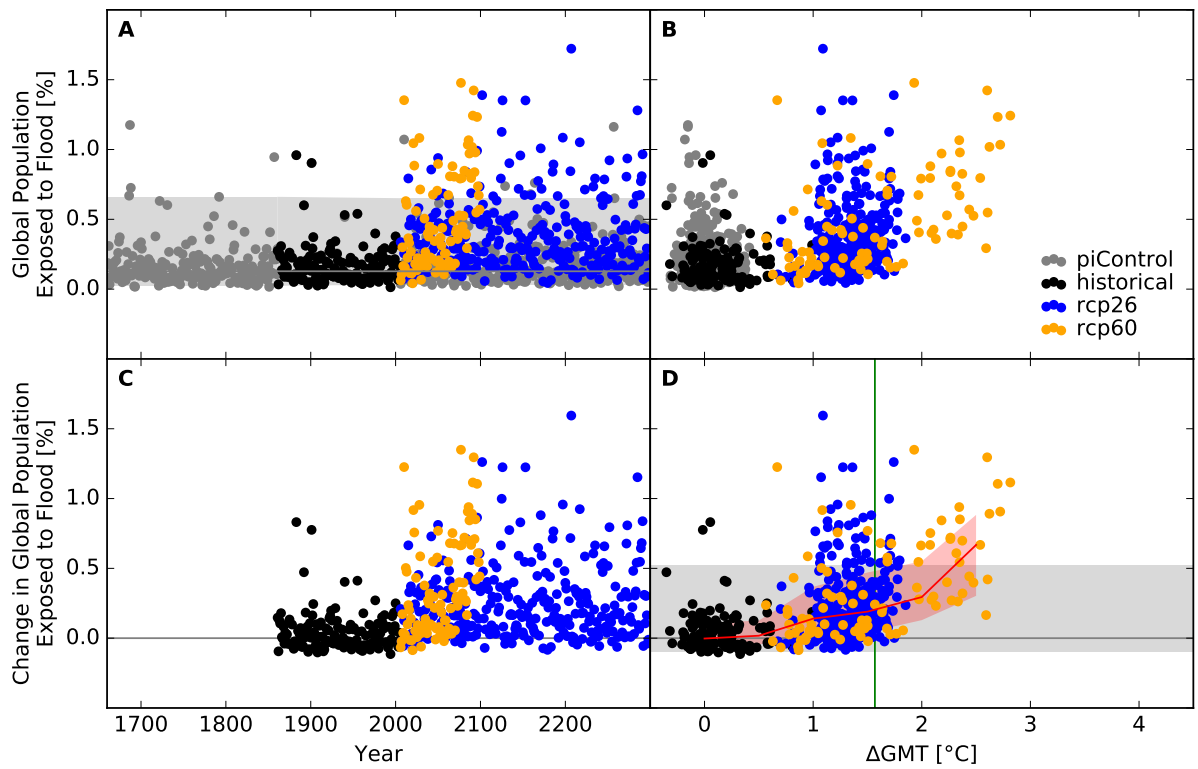 A
B
Global Population
Exposed to Flood [%]
1.5
1.0
0.5
0.0
piControl
historical
rcp26
rcp60
C
D
Change in Global Population
Exposed to Flood [%]
1.5
1.0
0.5
0.0
1700 1800 1900 2000 2100 2200
0 1 2 3 4
Year
ΔGMT [°C]